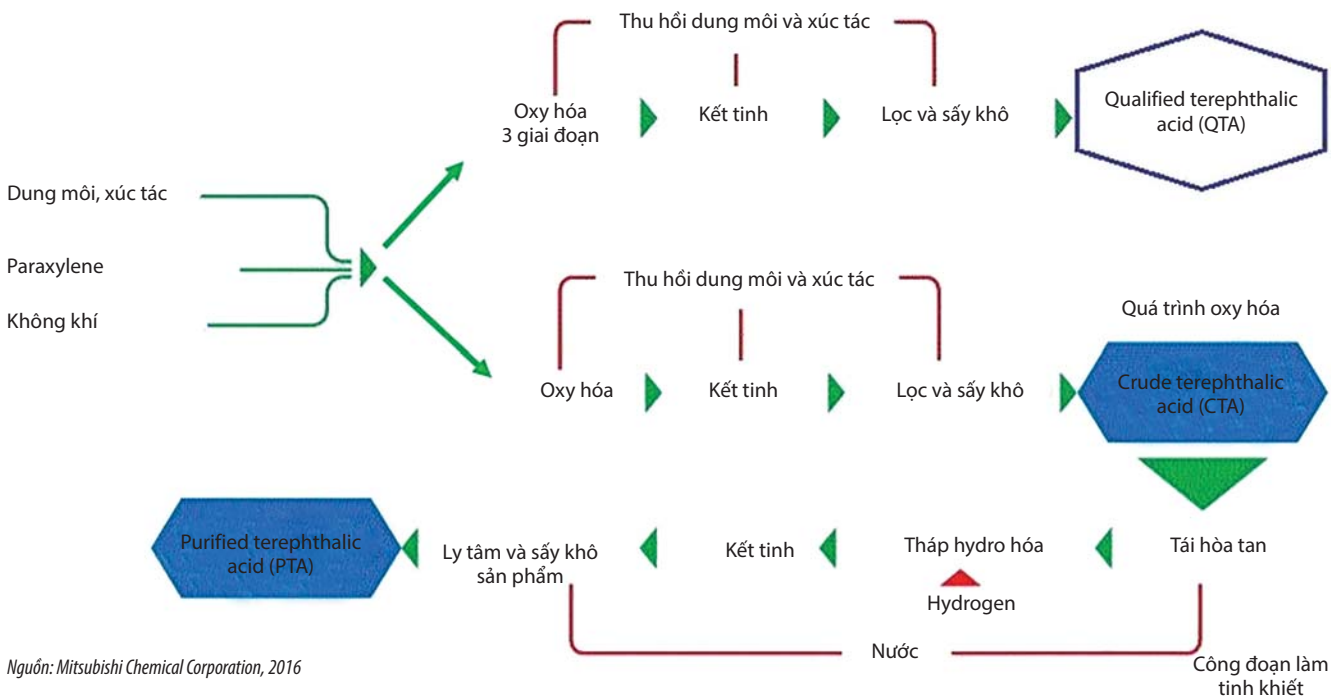 Thu hồi dung môi và xúc tác
Oxy hóa
3 giai đoạn
Kết tinh
Lọc và sấy khô
Qualified terephthalic
acid (QTA)
Dung môi, xúc tác
Paraxylene
Không khí
Thu hồi dung môi và xúc tác
Quá trình oxy hóa
Oxy hóa
Kết tinh
Lọc và sấy khô
Crude terephthalic
acid (CTA)
Purified terephthalic
acid (PTA)
Ly tâm và sấy khô
sản phẩm
Kết tinh
Tháp hydro hóa
Tái hòa tan
Hydrogen
Nước
Công đoạn làm
tinh khiết
Nguồn: Mitsubishi Chemical Corporation, 2016